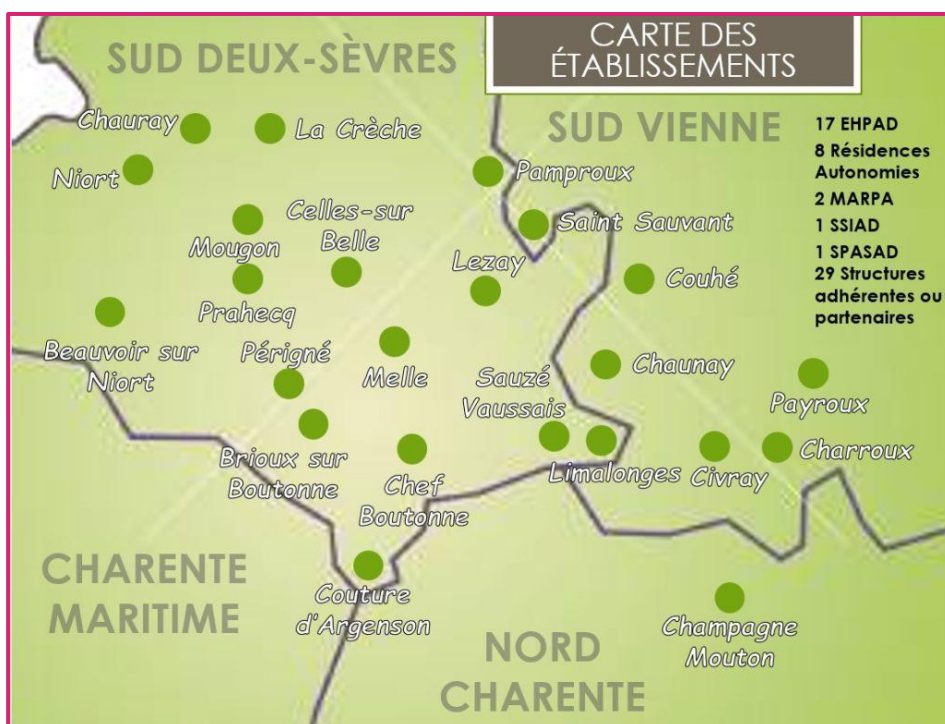 CARTE DES
ÉTABLISSEMENTS
SUD DEUX-SÈVRES
SUD VIENNE
17 EHPAD
8 Résidences
Autonomies
2 MARPA
1 SSIAD
1 SPASAD
29 Structures
adhérentes ou
partenaires
Chauray
La Crèche
Niort
Pamproux
Mougon
Celles-sur
Belle
Saint Sauvant
Lezay
Couhé
Prahecq
Beauvoir sur
Niort
Périgné
Melle
Sauzé
Vaussais
Chaunay
Payroux
Brioux sur
Boutonne
Chef
Boutonne
Limalonges
Civray
Charroux
CHARENTE
MARITIME
Couture
d'Argenson
NORD
CHARENTE
Champagne
Mouton